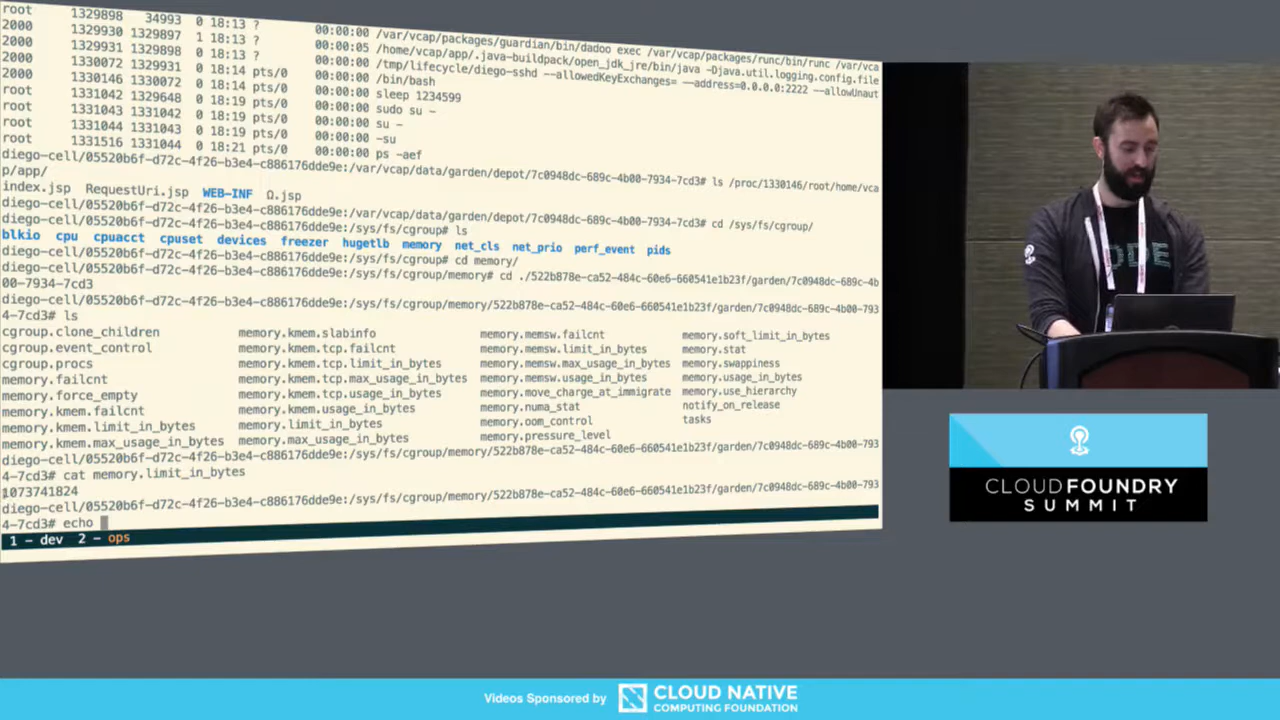 root     1329898   34993  0 18:13 ?        00:00:00 /var/vcap/packages/guardian/bin/dadoo exec /var/vcap/packages/runc/bin/runc /var/vca
2000     1329930 1329897  1 18:13 ?        00:00:05 /home/vcap/app/.java-buildpack/open_jdk_jre/bin/java -Djava.util.logging.config.file
2000     1329931 1329898  0 18:13 ?        00:00:00 /tmp/lifecycle/diego-sshd --allowedKeyExchanges= --address=0.0.0.0:2222 --allowUnaut
2000     1330072 1329931  0 18:14 pts/0    00:00:00 /bin/bash
2000     1330146 1330072  0 18:14 pts/0    00:00:00 sleep 1234599
root     1331042 1329648  0 18:19 pts/0    00:00:00 sudo su -
root     1331043 1331042  0 18:19 pts/0    00:00:00 su -
root     1331044 1331043  0 18:19 pts/0    00:00:00 -su
root     1331516 1331044  0 18:21 pts/0    00:00:00 ps -aef
diego-cell/05520b6f-d72c-4f26-b3e4-c886176dde9e:/var/vcap/data/garden/depot/7c0948dc-689c-4b00-7934-7cd3# ls /proc/1330146/root/home/vca
p/app/
index.jsp  RequestUri.jsp  WEB-INF  Ω.jsp
diego-cell/05520b6f-d72c-4f26-b3e4-c886176dde9e:/var/vcap/data/garden/depot/7c0948dc-689c-4b00-7934-7cd3# cd /sys/fs/cgroup/
diego-cell/05520b6f-d72c-4f26-b3e4-c886176dde9e:/sys/fs/cgroup# ls
blkio  cpu  cpuacct  cpuset  devices  freezer  hugetlb  memory  net_cls  net_prio  perf_event  pids
diego-cell/05520b6f-d72c-4f26-b3e4-c886176dde9e:/sys/fs/cgroup# cd memory/
diego-cell/05520b6f-d72c-4f26-b3e4-c886176dde9e:/sys/fs/cgroup/memory# cd ./522b878e-ca52-484c-60e6-660541e1b23f/garden/7c0948dc-689c-4b
00-7934-7cd3
diego-cell/05520b6f-d72c-4f26-b3e4-c886176dde9e:/sys/fs/cgroup/memory/522b878e-ca52-484c-60e6-660541e1b23f/garden/7c0948dc-689c-4b00-793
4-7cd3# ls
cgroup.clone_children  memory.kmem.slabinfo  memory.memsw.failcnt  memory.soft_limit_in_bytes
cgroup.event_control  memory.kmem.tcp.failcnt  memory.memsw.limit_in_bytes  memory.stat
cgroup.procs  memory.kmem.tcp.limit_in_bytes  memory.memsw.max_usage_in_bytes  memory.swappiness
memory.failcnt  memory.kmem.tcp.max_usage_in_bytes  memory.memsw.usage_in_bytes  memory.usage_in_bytes
memory.force_empty  memory.kmem.tcp.usage_in_bytes  memory.move_charge_at_immigrate  memory.use_hierarchy
memory.kmem.failcnt  memory.kmem.usage_in_bytes  memory.numa_stat  notify_on_release
memory.kmem.limit_in_bytes  memory.limit_in_bytes  memory.oom_control  tasks
memory.kmem.max_usage_in_bytes  memory.max_usage_in_bytes  memory.pressure_level
diego-cell/05520b6f-d72c-4f26-b3e4-c886176dde9e:/sys/fs/cgroup/memory/522b878e-ca52-484c-60e6-660541e1b23f/garden/7c0948dc-689c-4b00-793
4-7cd3# cat memory.limit_in_bytes
1073741824
diego-cell/05520b6f-d72c-4f26-b3e4-c886176dde9e:/sys/fs/cgroup/memory/522b878e-ca52-484c-60e6-660541e1b23f/garden/7c0948dc-689c-4b00-793
4-7cd3# echo
1 - dev  2 - ops
CLOUD FOUNDRY
SUMMIT
Videos Sponsored by
CLOUD NATIVE
COMPUTING FOUNDATION